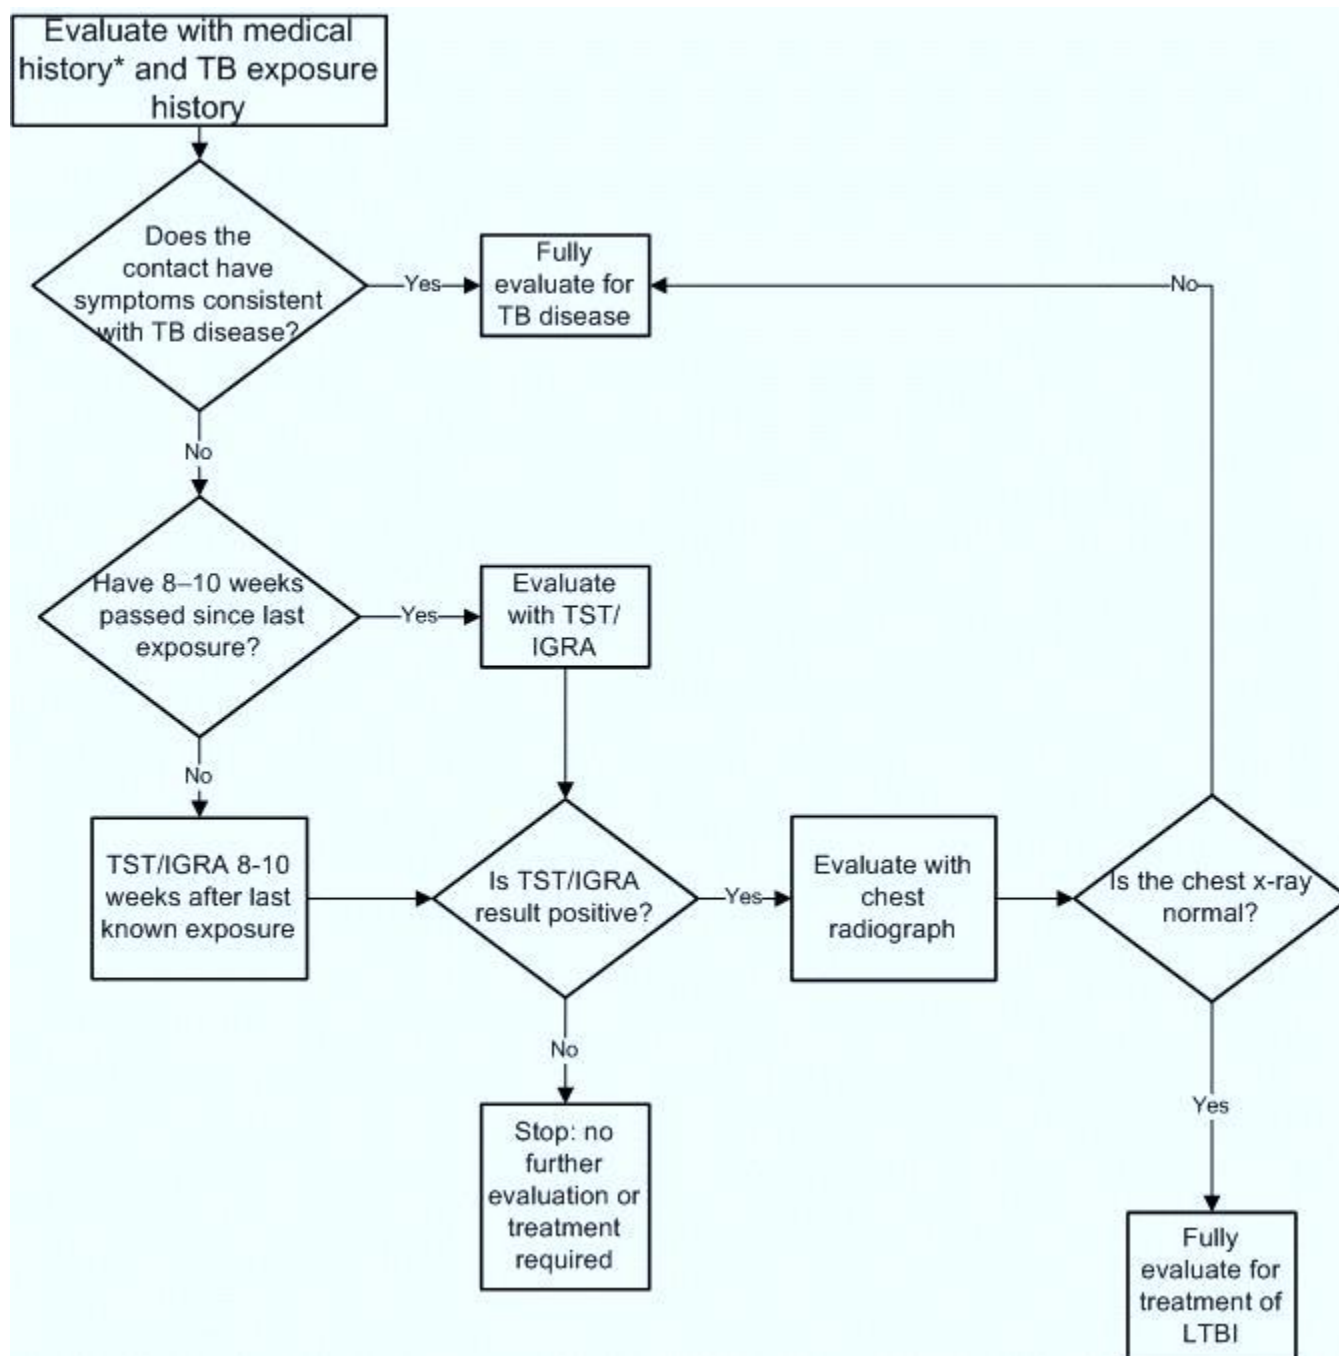 Evaluate with medical
history* and TB exposure
history
Does the
contact have
symptoms consistent
with TB disease?
Yes
Fully
evaluate for
TB disease
No
No
Have 8–10 weeks
passed since last
exposure?
Yes
Evaluate
with TST/
IGRA
No
TST/IGRA 8-10
weeks after last
known exposure
Is TST/IGRA
result positive?
Yes
Evaluate with
chest
radiograph
Is the chest x-ray
normal?
No
Stop: no
further
evaluation or
treatment
required
Yes
Fully
evaluate for
treatment of
LTBI